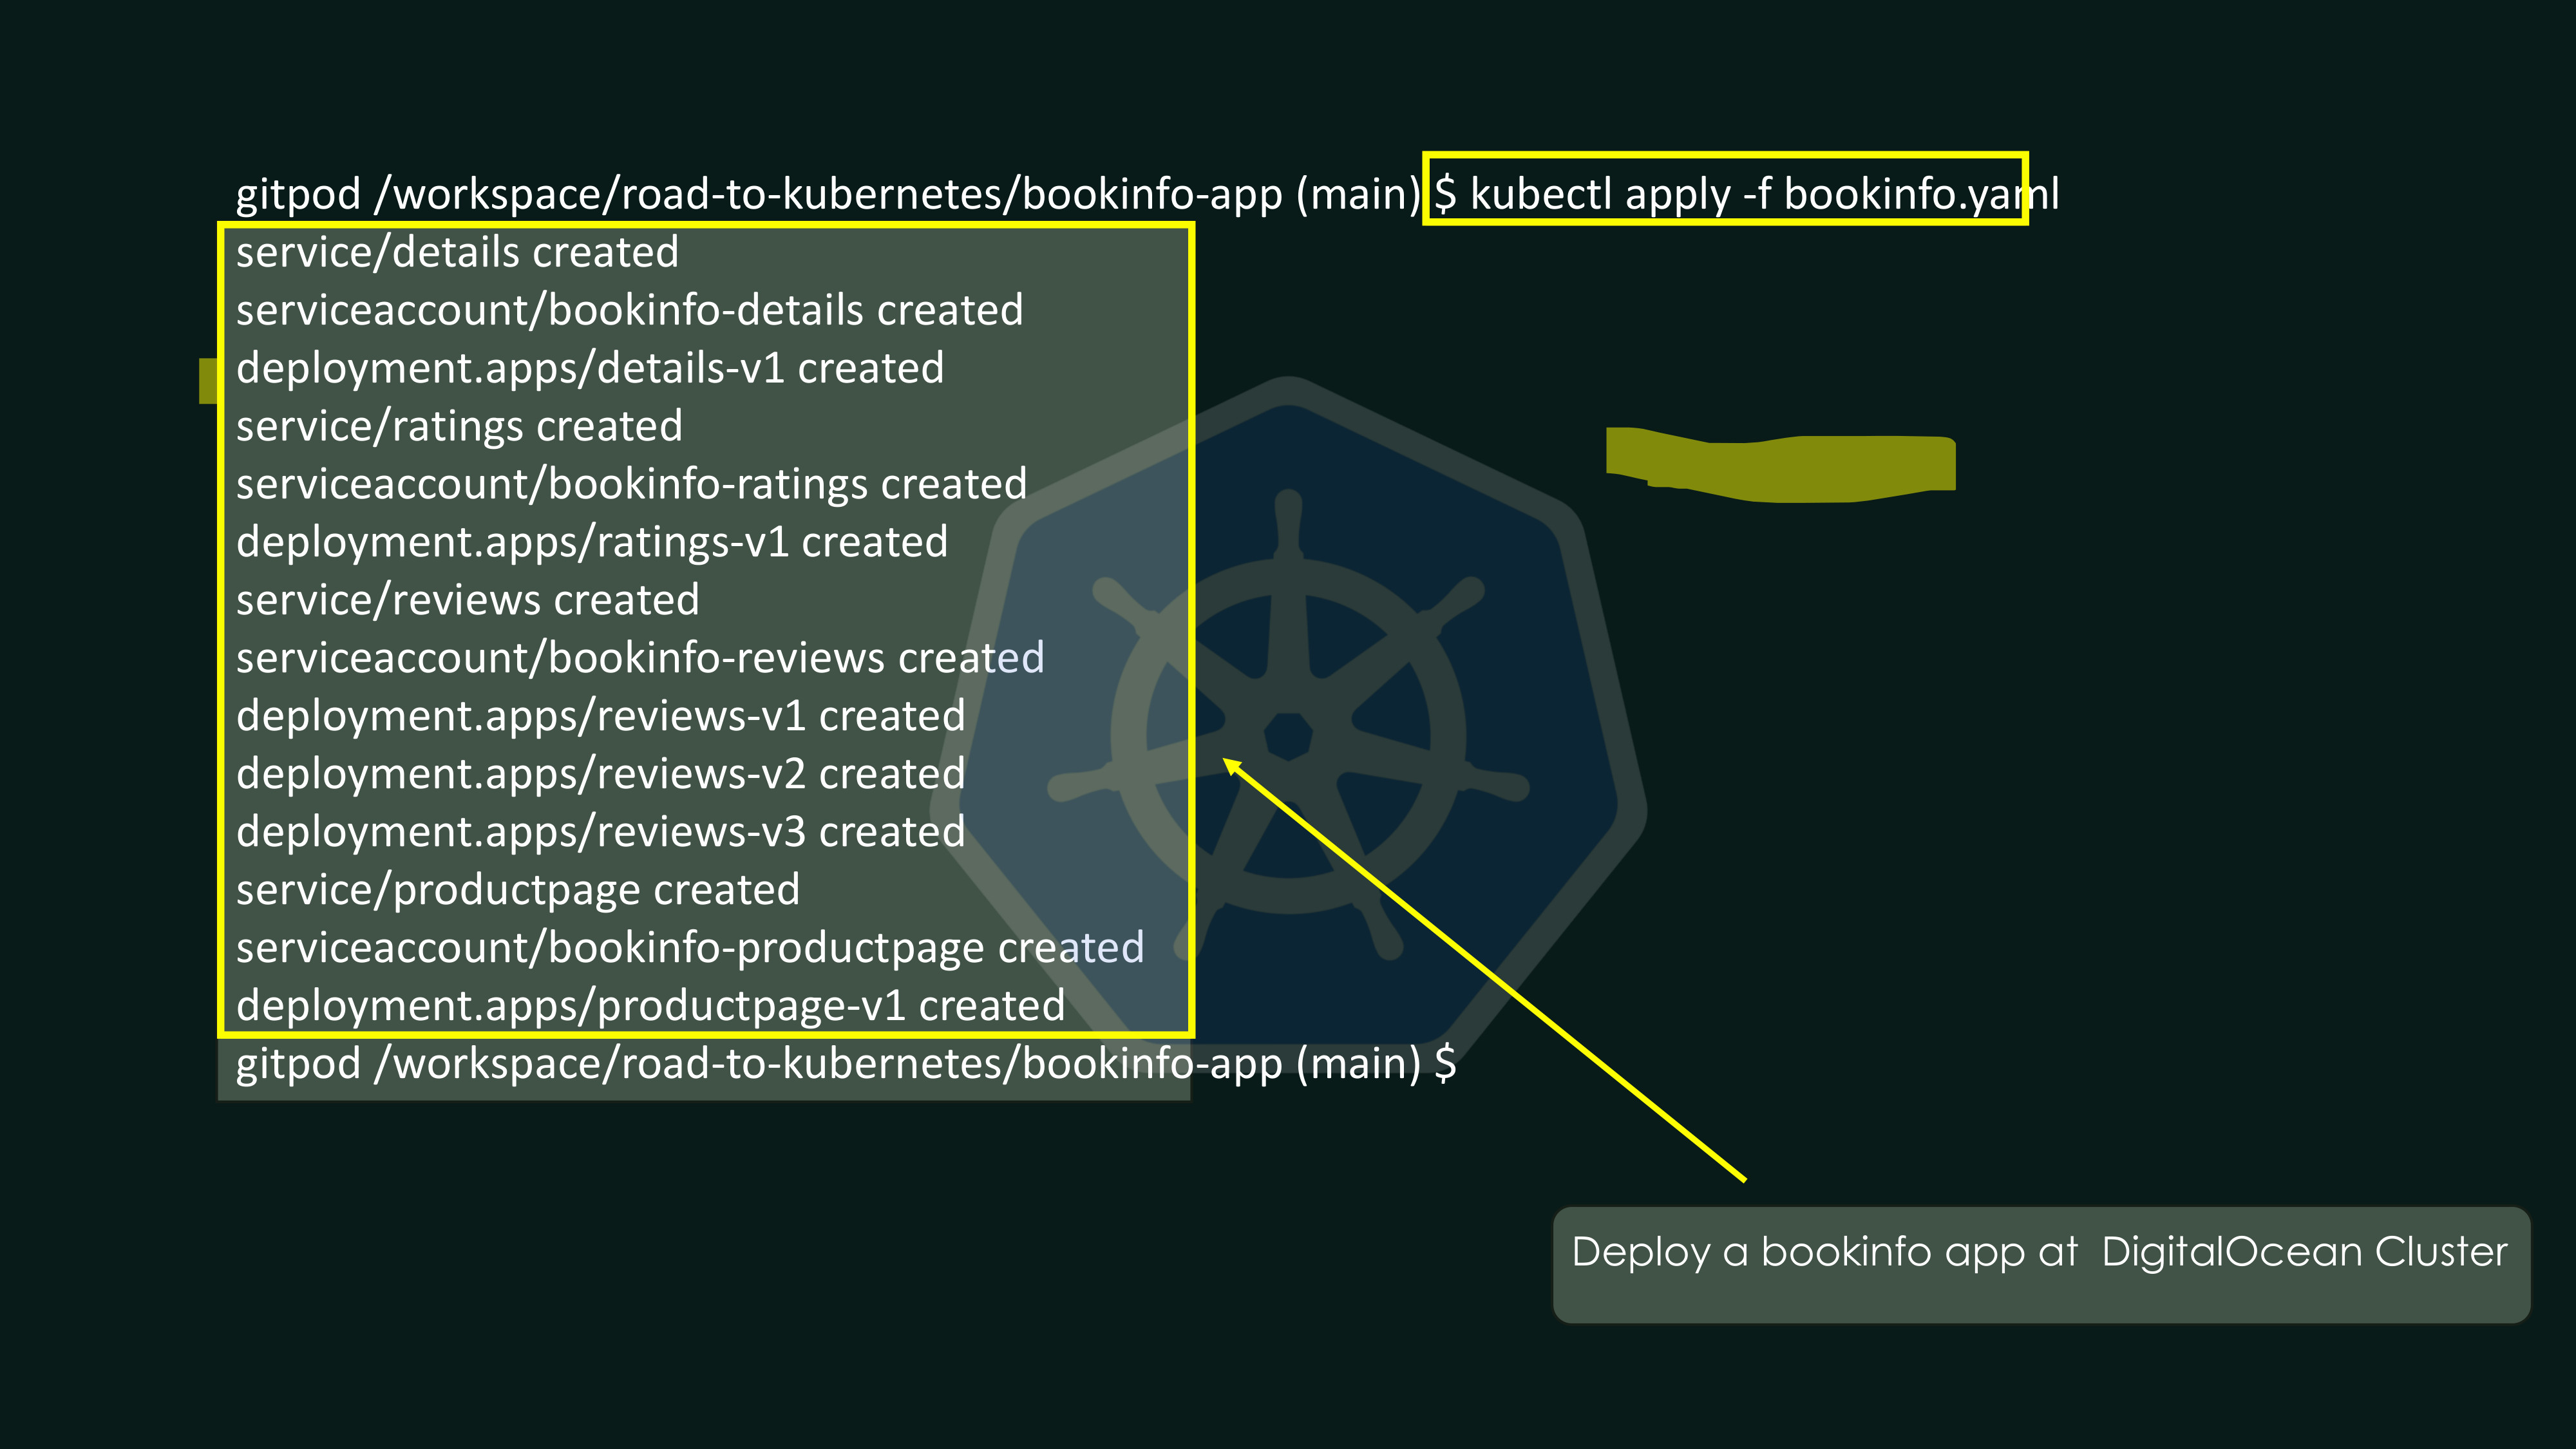 gitpod /workspace/road-to-kubernetes/bookinfo-app (main) $ kubectl apply -f bookinfo.yaml
service/details created
serviceaccount/bookinfo-details created
deployment.apps/details-v1 created
service/ratings created
serviceaccount/bookinfo-ratings created
deployment.apps/ratings-v1 created
service/reviews created
serviceaccount/bookinfo-reviews created
deployment.apps/reviews-v1 created
deployment.apps/reviews-v2 created
deployment.apps/reviews-v3 created
service/productpage created
serviceaccount/bookinfo-productpage created
deployment.apps/productpage-v1 created
gitpod /workspace/road-to-kubernetes/bookinfo-app (main) $
Deploy a bookinfo app at  DigitalOcean Cluster